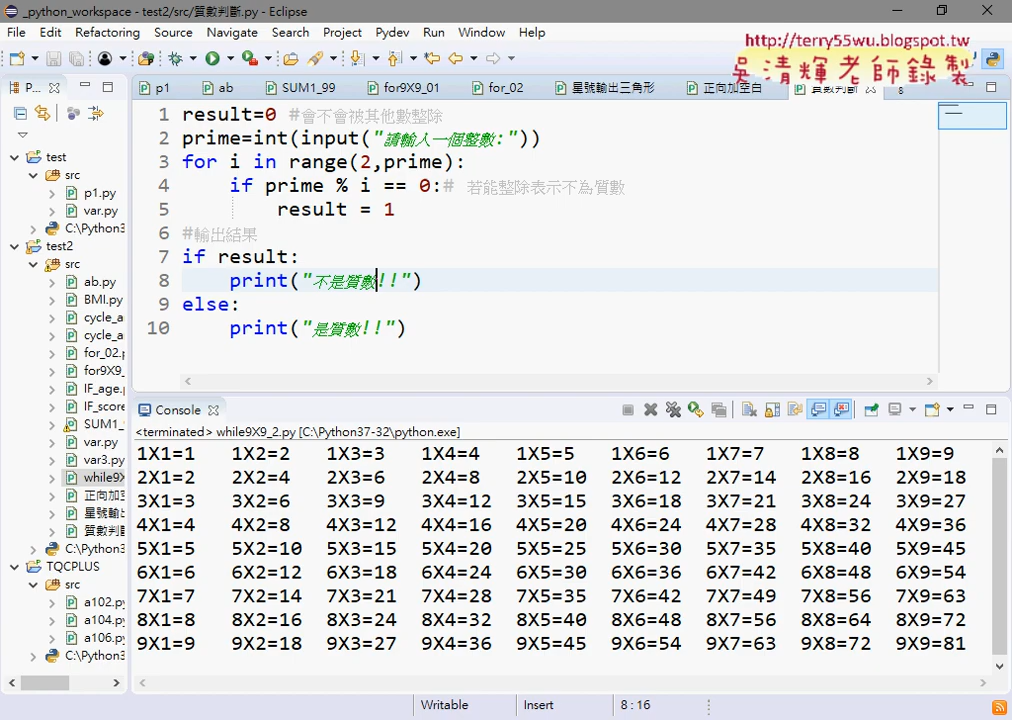 _python_workspace - test2/src/質數判斷.py - Eclipse
File Edit Refactoring Source Navigate Search Project Pydev Run Window Help
http://terry55wu.blogspot.tw
吳清輝老師錄製
P...
p1 ab SUM1_99 for9X9_01 for_02 星號輸出三角形 正向加空白 質數判斷
test
src
p1.py
var.py
C:\Python3
test2
src
ab.py
BMI.py
cycle_a
cycle_a
for_02.p
for9X9_
IF_age.p
IF_score
SUM1_
var.py
var3.py
while9X
正向加空
星號輸出
質數判斷
C:\Python3
TQCPLUS
src
a102.py
a104.py
a106.py
C:\Python3
1 result=0 #會不會被其他數整除
2 prime=int(input("請輸入一個整數:"))
3 for i in range(2,prime):
4 if prime % i == 0:# 若能整除表示不為質數
5 result = 1
6 #輸出結果
7 if result:
8 print("不是質數!!")
9 else:
10 print("是質數!!")
Console
<terminated> while9X9_2.py [C:\Python37-32\python.exe]
1X1=1 1X2=2 1X3=3 1X4=4 1X5=5 1X6=6 1X7=7 1X8=8 1X9=9
2X1=2 2X2=4 2X3=6 2X4=8 2X5=10 2X6=12 2X7=14 2X8=16 2X9=18
3X1=3 3X2=6 3X3=9 3X4=12 3X5=15 3X6=18 3X7=21 3X8=24 3X9=27
4X1=4 4X2=8 4X3=12 4X4=16 4X5=20 4X6=24 4X7=28 4X8=32 4X9=36
5X1=5 5X2=10 5X3=15 5X4=20 5X5=25 5X6=30 5X7=35 5X8=40 5X9=45
6X1=6 6X2=12 6X3=18 6X4=24 6X5=30 6X6=36 6X7=42 6X8=48 6X9=54
7X1=7 7X2=14 7X3=21 7X4=28 7X5=35 7X6=42 7X7=49 7X8=56 7X9=63
8X1=8 8X2=16 8X3=24 8X4=32 8X5=40 8X6=48 8X7=56 8X8=64 8X9=72
9X1=9 9X2=18 9X3=27 9X4=36 9X5=45 9X6=54 9X7=63 9X8=72 9X9=81
Writable Insert 8 : 16